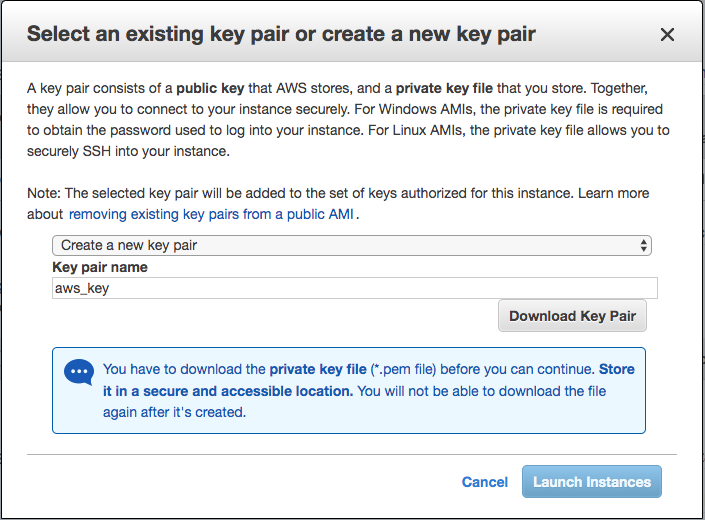 Select an existing key pair or create a new key pair
A key pair consists of a public key that AWS stores, and a private key file that you store. Together,
they allow you to connect to your instance securely. For Windows AMIs, the private key file is required
to obtain the password used to log into your instance. For Linux AMIs, the private key file allows you to
securely SSH into your instance.
Note: The selected key pair will be added to the set of keys authorized for this instance. Learn more
about removing existing key pairs from a public AMI.
Create a new key pair
Key pair name
aws_key
Download Key Pair
You have to download the private key file (*.pem file) before you can continue. Store
it in a secure and accessible location. You will not be able to download the file
again after it's created.
Cancel Launch Instances